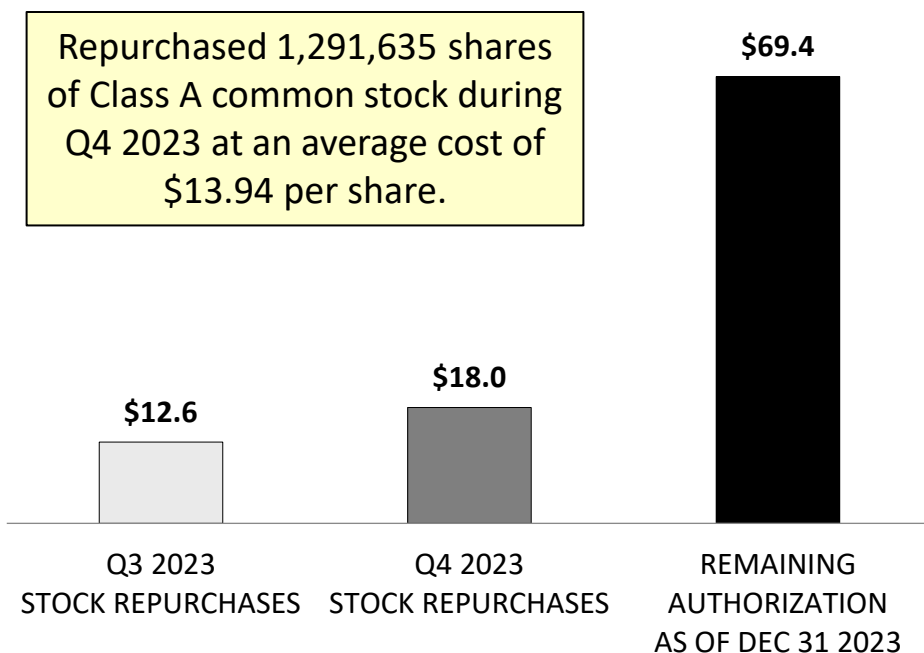 Repurchased 1,291,635 shares
of Class A common stock during
Q4 2023 at an average cost of
$13.94 per share.
$69.4
$18.0
$12.6
Q3 2023
STOCK REPURCHASES
Q4 2023
STOCK REPURCHASES
REMAINING
AUTHORIZATION
AS OF DEC 31 2023